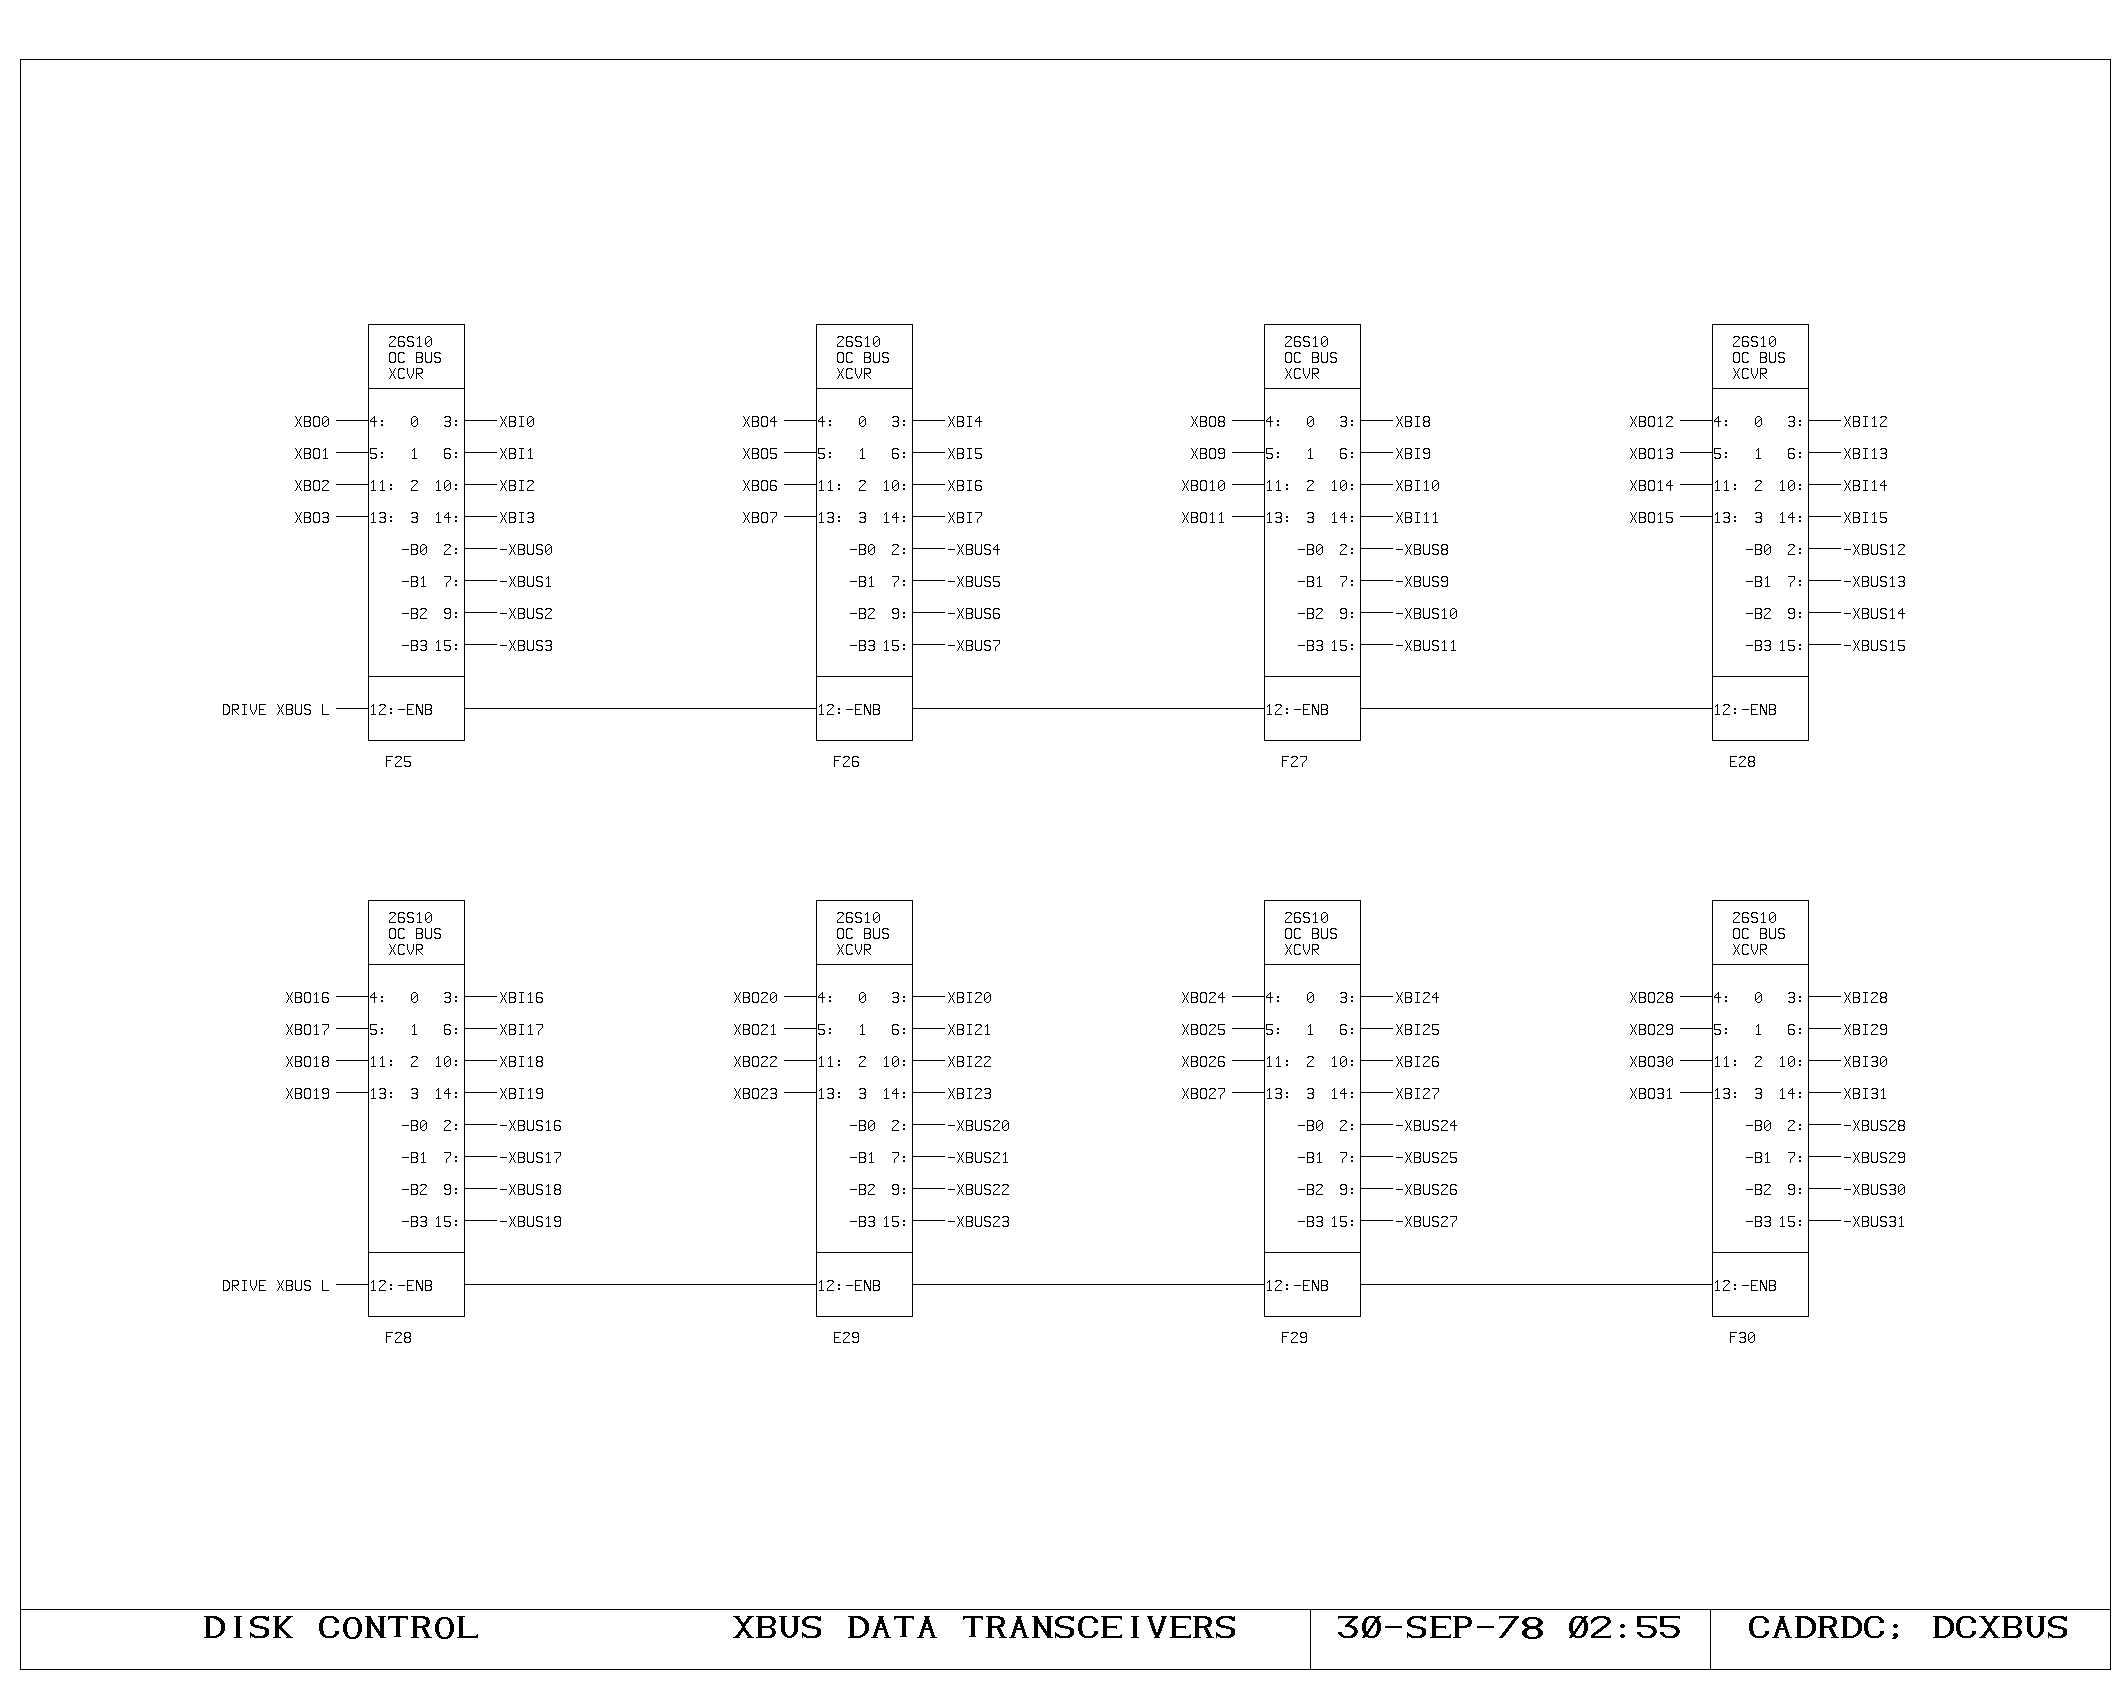 26S10 26S10 26S10 26S10
OC BUS OC BUS OC BUS OC BUS
XCVR XCVR XCVR XCVR
XBO0 4: 0 3: XBI0 XBO4 4: 0 3: XBI4 XBO8 4: 0 3: XBI8 XBO12 4: 0 3: XBI12
XBO1 5: 1 6: XBI1 XBO5 5: 1 6: XBI5 XBO9 5: 1 6: XBI9 XBO13 5: 1 6: XBI13
XBO2 11: 2 10: XBI2 XBO6 11: 2 10: XBI6 XBO10 11: 2 10: XBI10 XBO14 11: 2 10: XBI14
XBO3 13: 3 14: XBI3 XBO7 13: 3 14: XBI7 XBO11 13: 3 14: XBI11 XBO15 13: 3 14: XBI15
-B0 2: -XBUS0 -B0 2: -XBUS4 -B0 2: -XBUS8 -B0 2: -XBUS12
-B1 7: -XBUS1 -B1 7: -XBUS5 -B1 7: -XBUS9 -B1 7: -XBUS13
-B2 9: -XBUS2 -B2 9: -XBUS6 -B2 9: -XBUS10 -B2 9: -XBUS14
-B3 15: -XBUS3 -B3 15: -XBUS7 -B3 15: -XBUS11 -B3 15: -XBUS15
DRIVE XBUS L 12:-ENB 12:-ENB 12:-ENB 12:-ENB
F25 F26 F27 E28
26S10 26S10 26S10 26S10
OC BUS OC BUS OC BUS OC BUS
XCVR XCVR XCVR XCVR
XBO16 4: 0 3: XBI16 XBO20 4: 0 3: XBI20 XBO24 4: 0 3: XBI24 XBO28 4: 0 3: XBI28
XBO17 5: 1 6: XBI17 XBO21 5: 1 6: XBI21 XBO25 5: 1 6: XBI25 XBO29 5: 1 6: XBI29
XBO18 11: 2 10: XBI18 XBO22 11: 2 10: XBI22 XBO26 11: 2 10: XBI26 XBO30 11: 2 10: XBI30
XBO19 13: 3 14: XBI19 XBO23 13: 3 14: XBI23 XBO27 13: 3 14: XBI27 XBO31 13: 3 14: XBI31
-B0 2: -XBUS16 -B0 2: -XBUS20 -B0 2: -XBUS24 -B0 2: -XBUS28
-B1 7: -XBUS17 -B1 7: -XBUS21 -B1 7: -XBUS25 -B1 7: -XBUS29
-B2 9: -XBUS18 -B2 9: -XBUS22 -B2 9: -XBUS26 -B2 9: -XBUS30
-B3 15: -XBUS19 -B3 15: -XBUS23 -B3 15: -XBUS27 -B3 15: -XBUS31
DRIVE XBUS L 12:-ENB 12:-ENB 12:-ENB 12:-ENB
F28 E29 F29 F30
DISK CONTROL XBUS DATA TRANSCEIVERS 30-SEP-78 02:55 CADRDC; DCXBUS